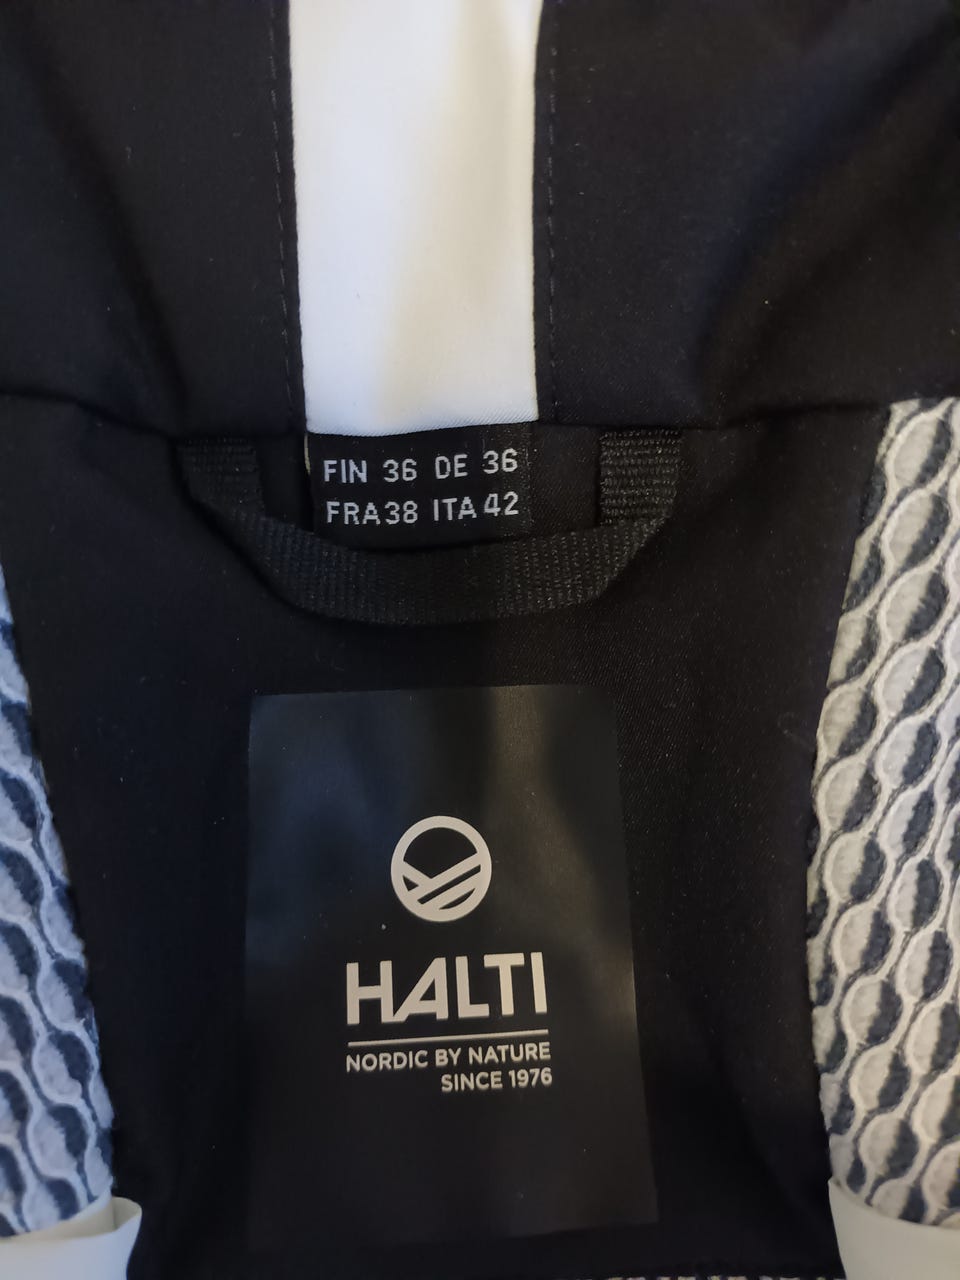 FIN 36 DE 36
FRA38 ITA 42
HALTI
NORDIC BY NATURE
SINCE 1976